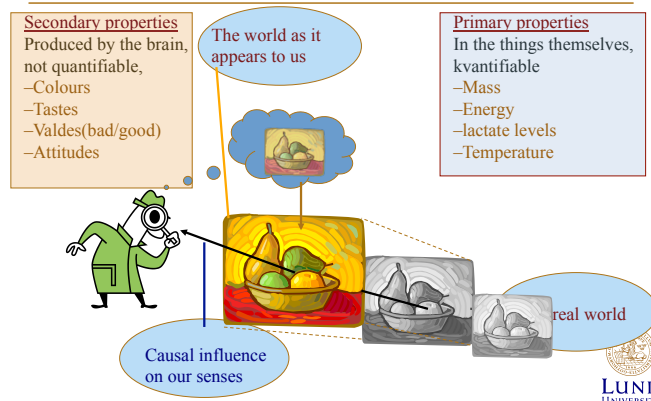 Secondary properties
Produced by the brain,
not quantifiable,
–Colours
–Tastes
–Valdes(bad/good)
–Attitudes
The world as it
appears to us
Primary properties
In the things themselves,
kvantifiable
–Mass
–Energy
–lactate levels
–Temperature
real world
Causal influence
on our senses